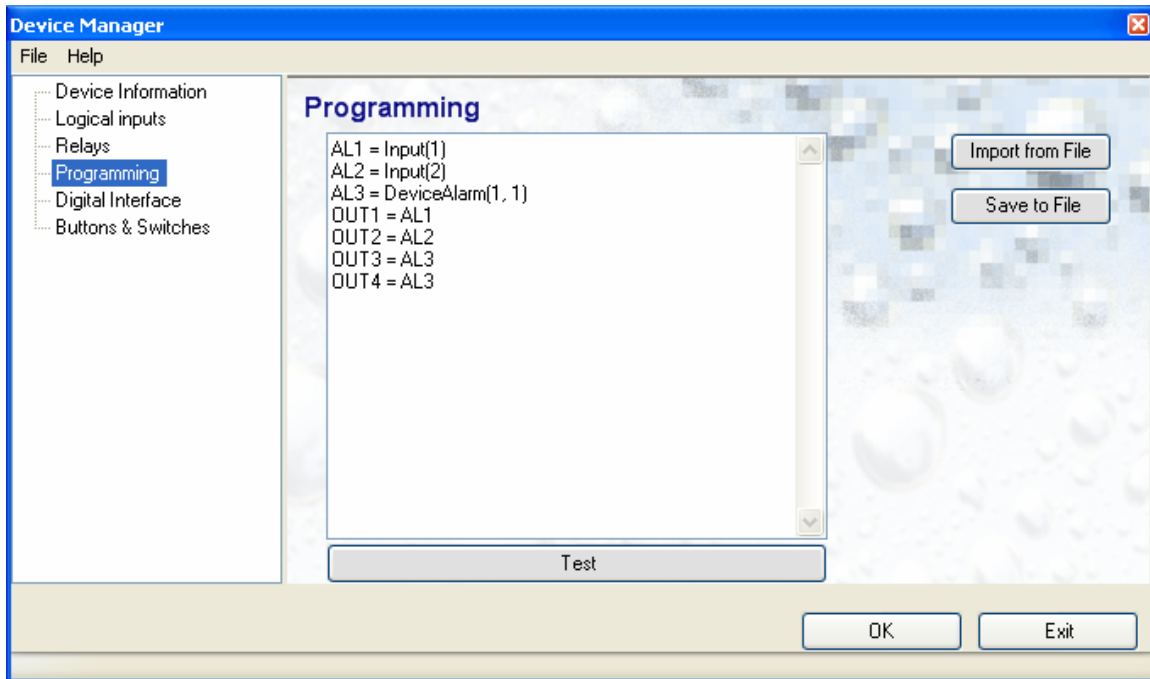 Device Manager
File Help
Device Information
Logical inputs
Relays
Programming
Digital Interface
Buttons & Switches
Programming
AL1 = Input(1)
AL2 = Input(2)
AL3 = DeviceAlarm(1, 1)
OUT1 = AL1
OUT2 = AL2
OUT3 = AL3
OUT4 = AL3
Import from File
Save to File
Test
OK Exit